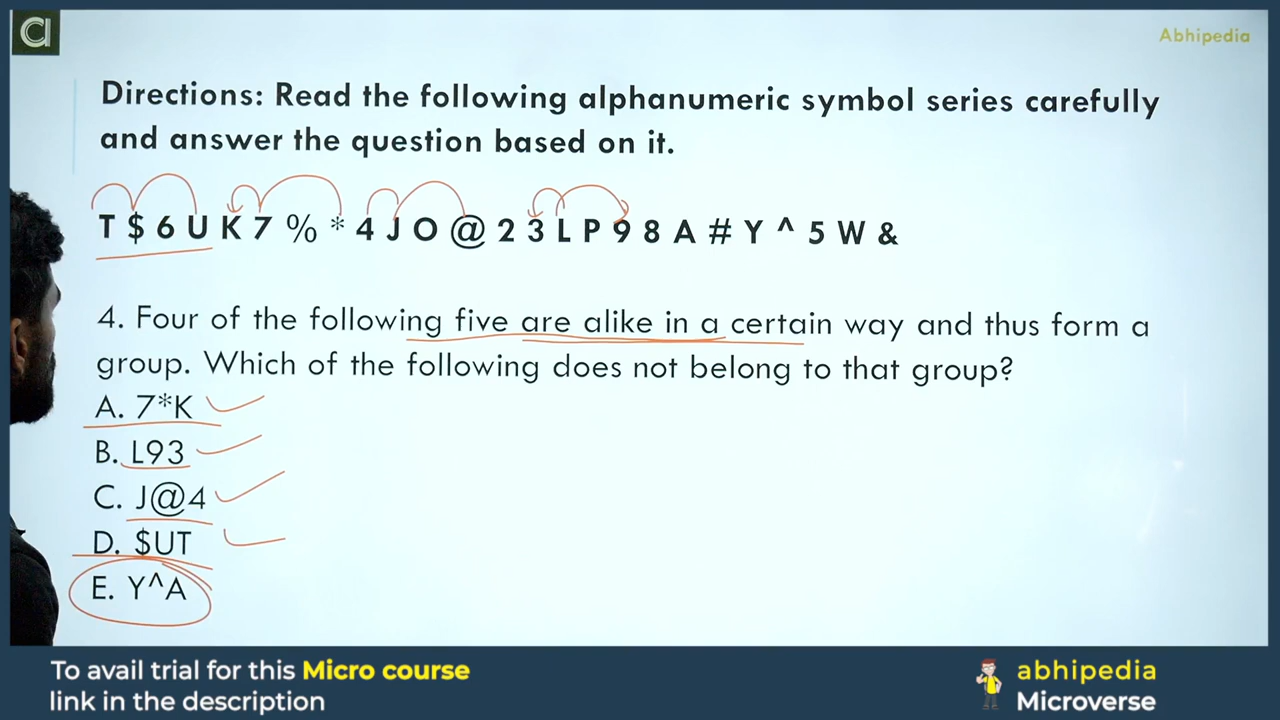 a
Abhipedia
Directions: Read the following alphanumeric symbol series carefully
and answer the question based on it.
T $ 6 U K 7 % * 4 J O @ 2 3 L P 9 8 A # Y ^ 5 W &
4. Four of the following five are alike in a certain way and thus form a
group. Which of the following does not belong to that group?
A. 7*K
B. L93
C. J@4
D. $UT
E. Y^A
To avail trial for this Micro course
link in the description
abhipedia
Microverse